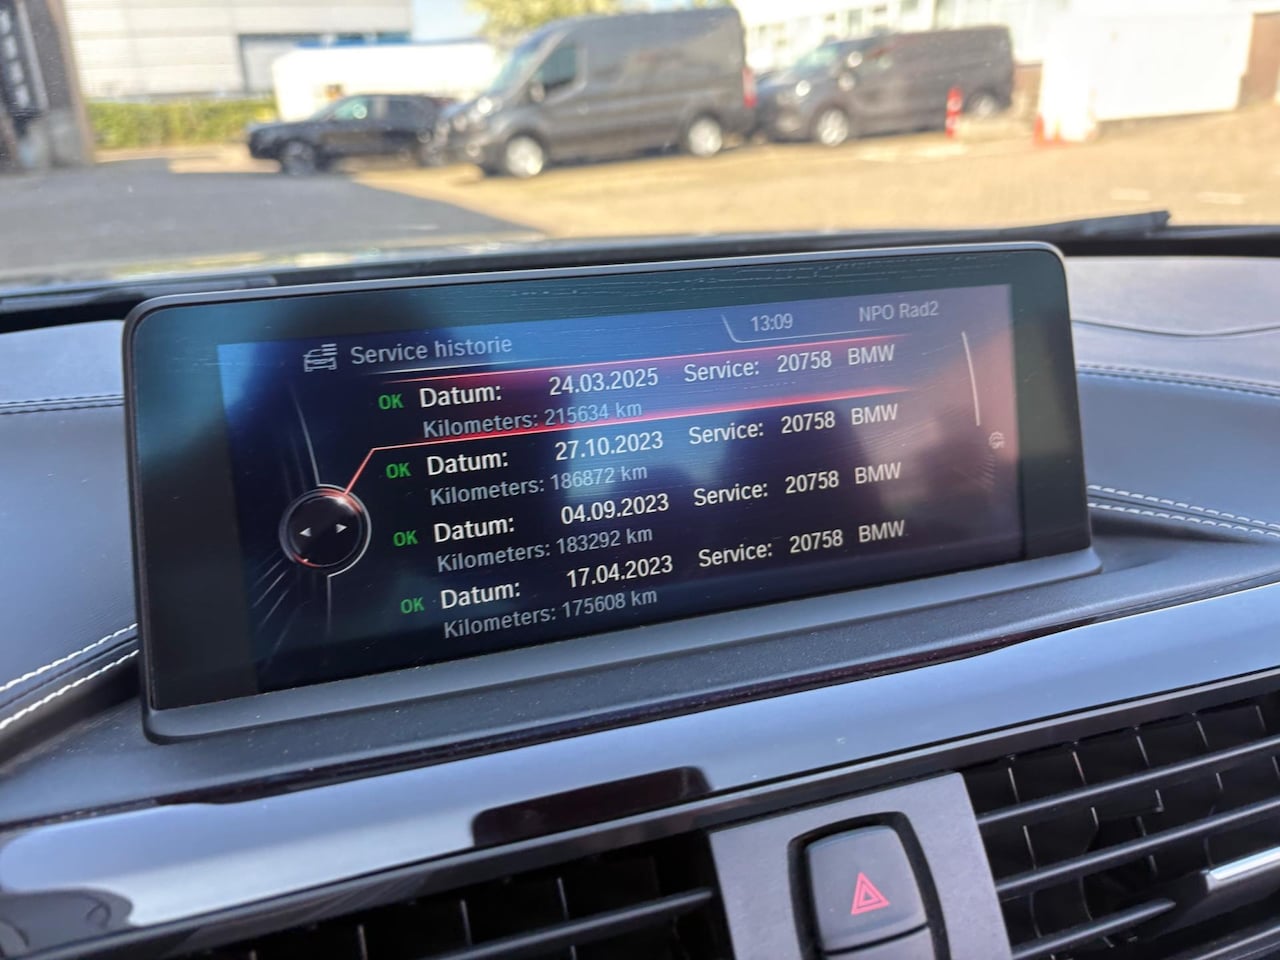 13:09 NPO Rad2
Service historie
OK Datum: 24.03.2025 Service: 20758 BMW
Kilometers: 215634 km
OK Datum: 27.10.2023 Service: 20758 BMW
Kilometers: 186872 km
OK Datum: 04.09.2023 Service: 20758 BMW
Kilometers: 183292 km
OK Datum: 17.04.2023 Service: 20758 BMW
Kilometers: 175608 km